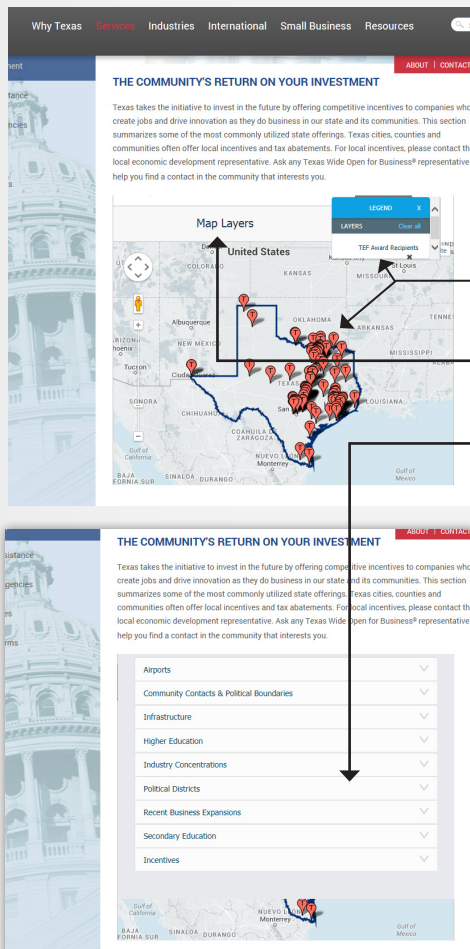 Why Texas Services Industries International Small Business Resources
ABOUT | CONTACT
THE COMMUNITY'S RETURN ON YOUR INVESTMENT
Texas takes the initiative to invest in the future by offering competitive incentives to companies who
create jobs and drive innovation as they do business in our state and its communities. This section
summarizes some of the most commonly utilized state offerings. Texas cities, counties and
communities often offer local incentives and tax abatements. For local incentives, please contact th
local economic development representative. Ask any Texas Wide Open for Business® representative
help you find a contact in the community that interests you.
Map Layers
LEGEND X
LAYERS Clear all
TEF Award Recipients
United States
COLORADO
KANSAS
MISSOURI
St Louis
OKLAHOMA
TENNE
Albuquerque
ARKANSAS
NEW MEXICO
MISSISSIPPI
Tucson
Ciudad Juarez
TEXAS
LOUISIANA
SONORA
San
CHIHUAHU
COAHUILA D
ZARAGOZA
Gulf of
California
NUEVO LEON
Monterrey
BAJA
FORNIA SUR
SINALOA
DURANGO
Gulf of
Mexico
ABOUT | CONTACT
THE COMMUNITY'S RETURN ON YOUR INVESTMENT
sistance
Texas takes the initiative to invest in the future by offering competitive incentives to companies who
gencies
create jobs and drive innovation as they do business in our state and its communities. This section
summarizes some of the most commonly utilized state offerings. Texas cities, counties and
es
communities often offer local incentives and tax abatements. For local incentives, please contact th
rms
local economic development representative. Ask any Texas Wide Open for Business® representative
help you find a contact in the community that interests you.
Airports
Community Contacts & Political Boundaries
Infrastructure
Higher Education
Industry Concentrations
Political Districts
Recent Business Expansions
Secondary Education
Incentives
Gulf of
California
NUEVO LEON
Monterrey
BAJA
FORNIA SUR
SINALOA
DURANGO
Gulf of
Mexico